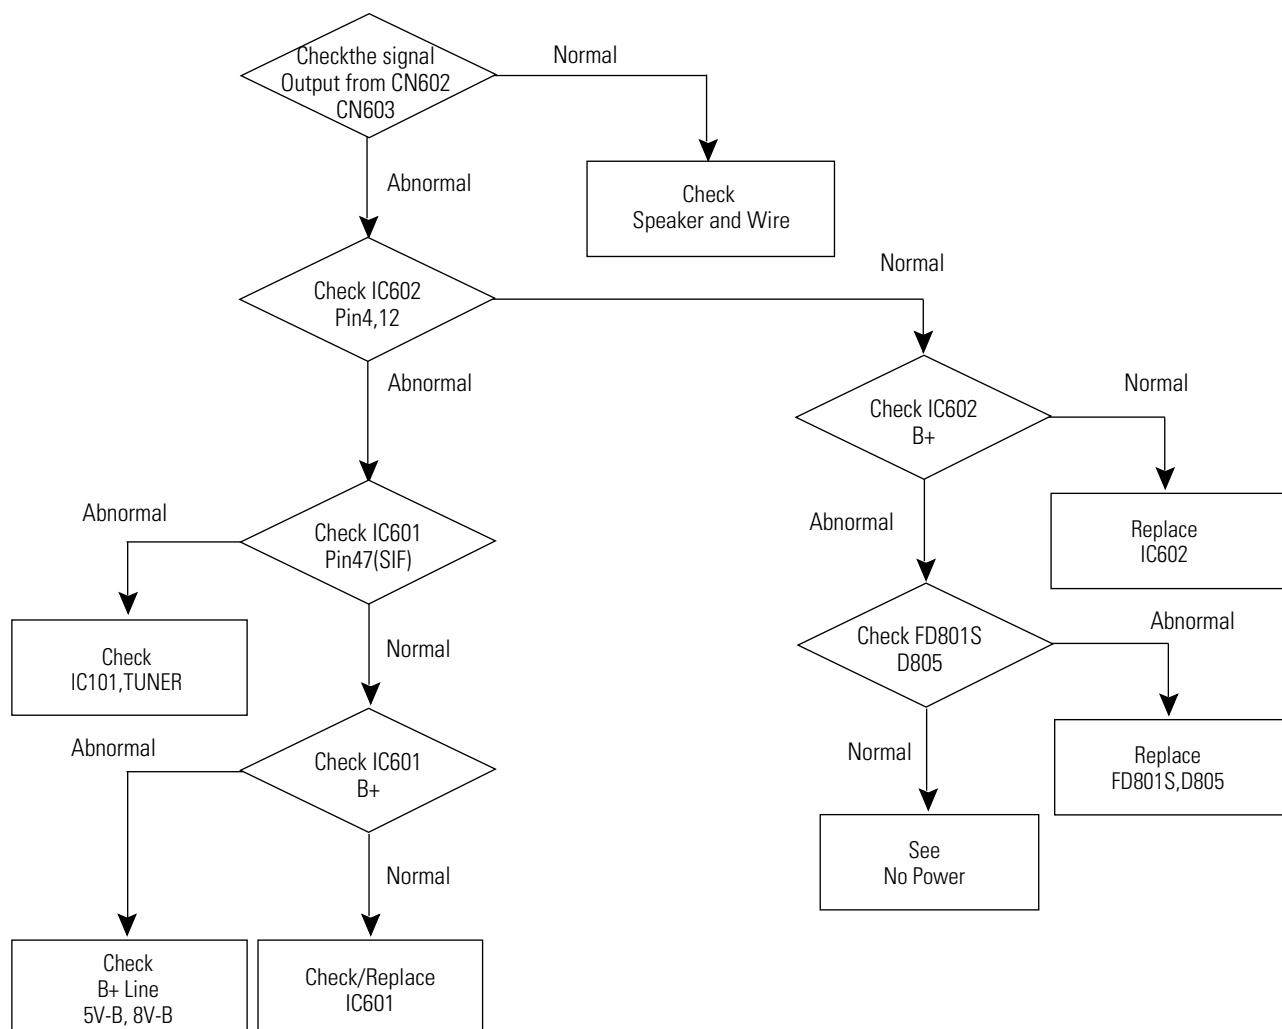 Checkthe signal
Output from CN602
CN603
Normal
Abnormal
Check
Speaker and Wire
Check IC602
Pin4,12
Normal
Abnormal
Check IC602
B+
Normal
Abnormal
Replace
IC602
Check IC601
Pin47(SIF)
Abnormal
Normal
Check
IC101,TUNER
Check FD801S
D805
Abnormal
Normal
Replace
FD801S,D805
See
No Power
Check IC601
B+
Abnormal
Normal
Check
B+ Line
5V-B, 8V-B
Check/Replace
IC601